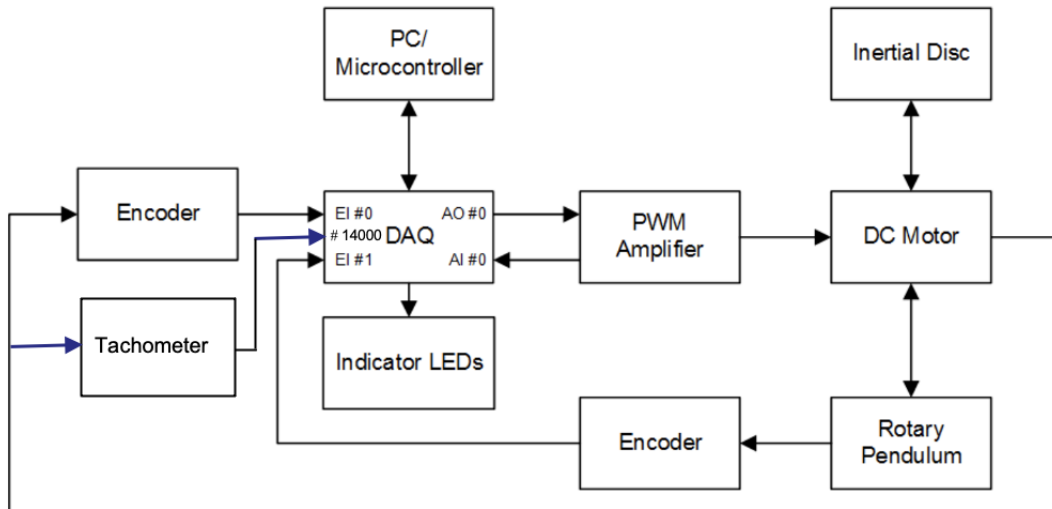 PC/
Microcontroller
Inertial Disc
Encoder
EI #0
AO #0
# 14000 DAQ
EI #1
AI #0
PWM
Amplifier
DC Motor
Tachometer
Indicator LEDs
Encoder
Rotary
Pendulum